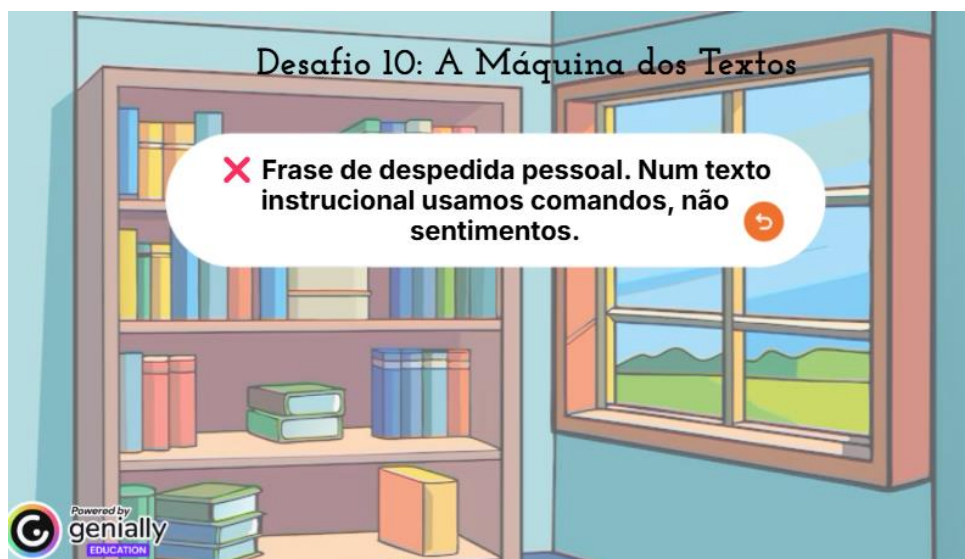 Desafio 10: A Máquina dos Textos
❌ Frase de despedida pessoal. Num texto
instrucional usamos comandos, não
sentimentos.
Powered by
genially
EDUCATION